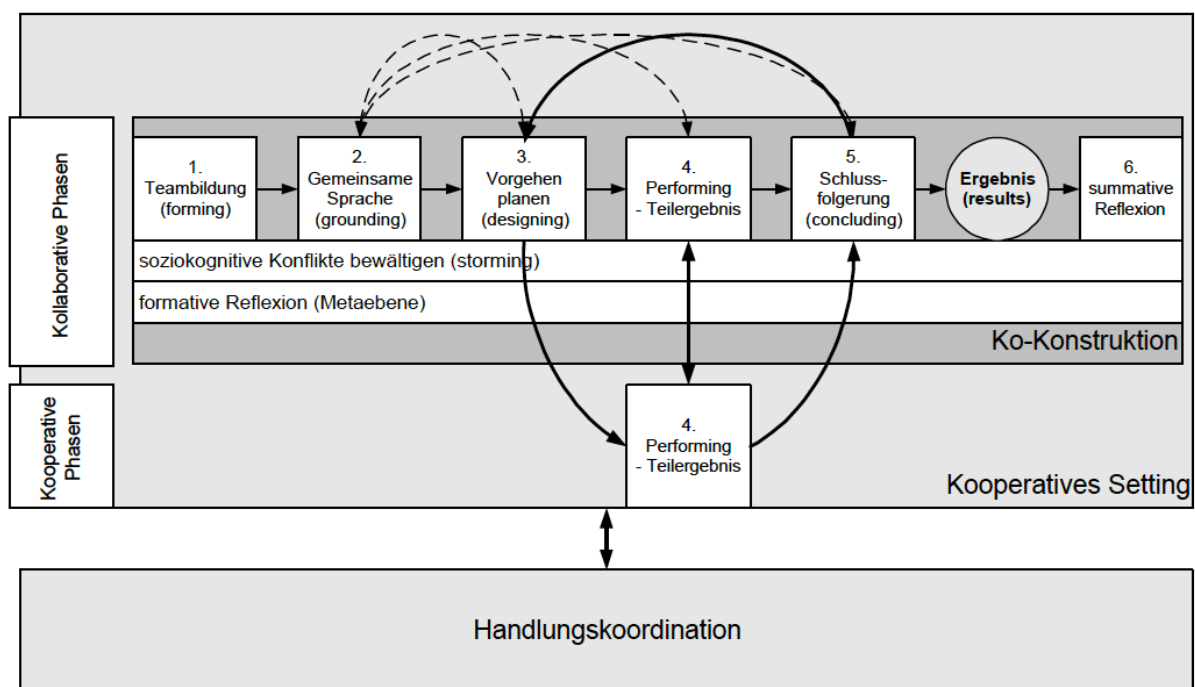 Kollaborative Phasen
1.
Teambildung
(forming)
2.
Gemeinsame
Sprache
(grounding)
3.
Vorgehen
planen
(designing)
4.
Performing
- Teilergebnis
5.
Schluss-
folgerung
(concluding)
Ergebnis
(results)
6.
summative
Reflexion
soziokognitive Konflikte bewältigen (storming)
formative Reflexion (Metaebene)
Ko-Konstruktion
Kooperative
Phasen
4.
Performing
- Teilergebnis
Kooperatives Setting
Handlungskoordination